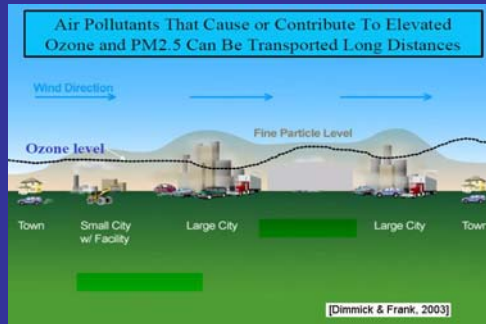 Air Pollutants That Cause or Contribute To Elevated
Ozone and PM2.5 Can Be Transported Long Distances
Wind Direction
Fine Particle Level
Ozone level
Town
Small City
w/ Facility
Large City
Large City
Town
[Dimmick & Frank, 2003]